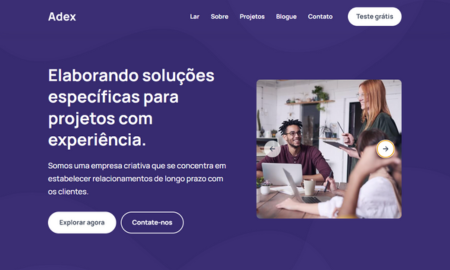 Adex
Lar Sobre Projetos Blogue Contato Teste grátis
Elaborando soluções
específicas para
projetos com
experiência.
Somos uma empresa criativa que se concentra em
estabelecer relacionamentos de longo prazo com
os clientes.
Explorar agora Contate-nos